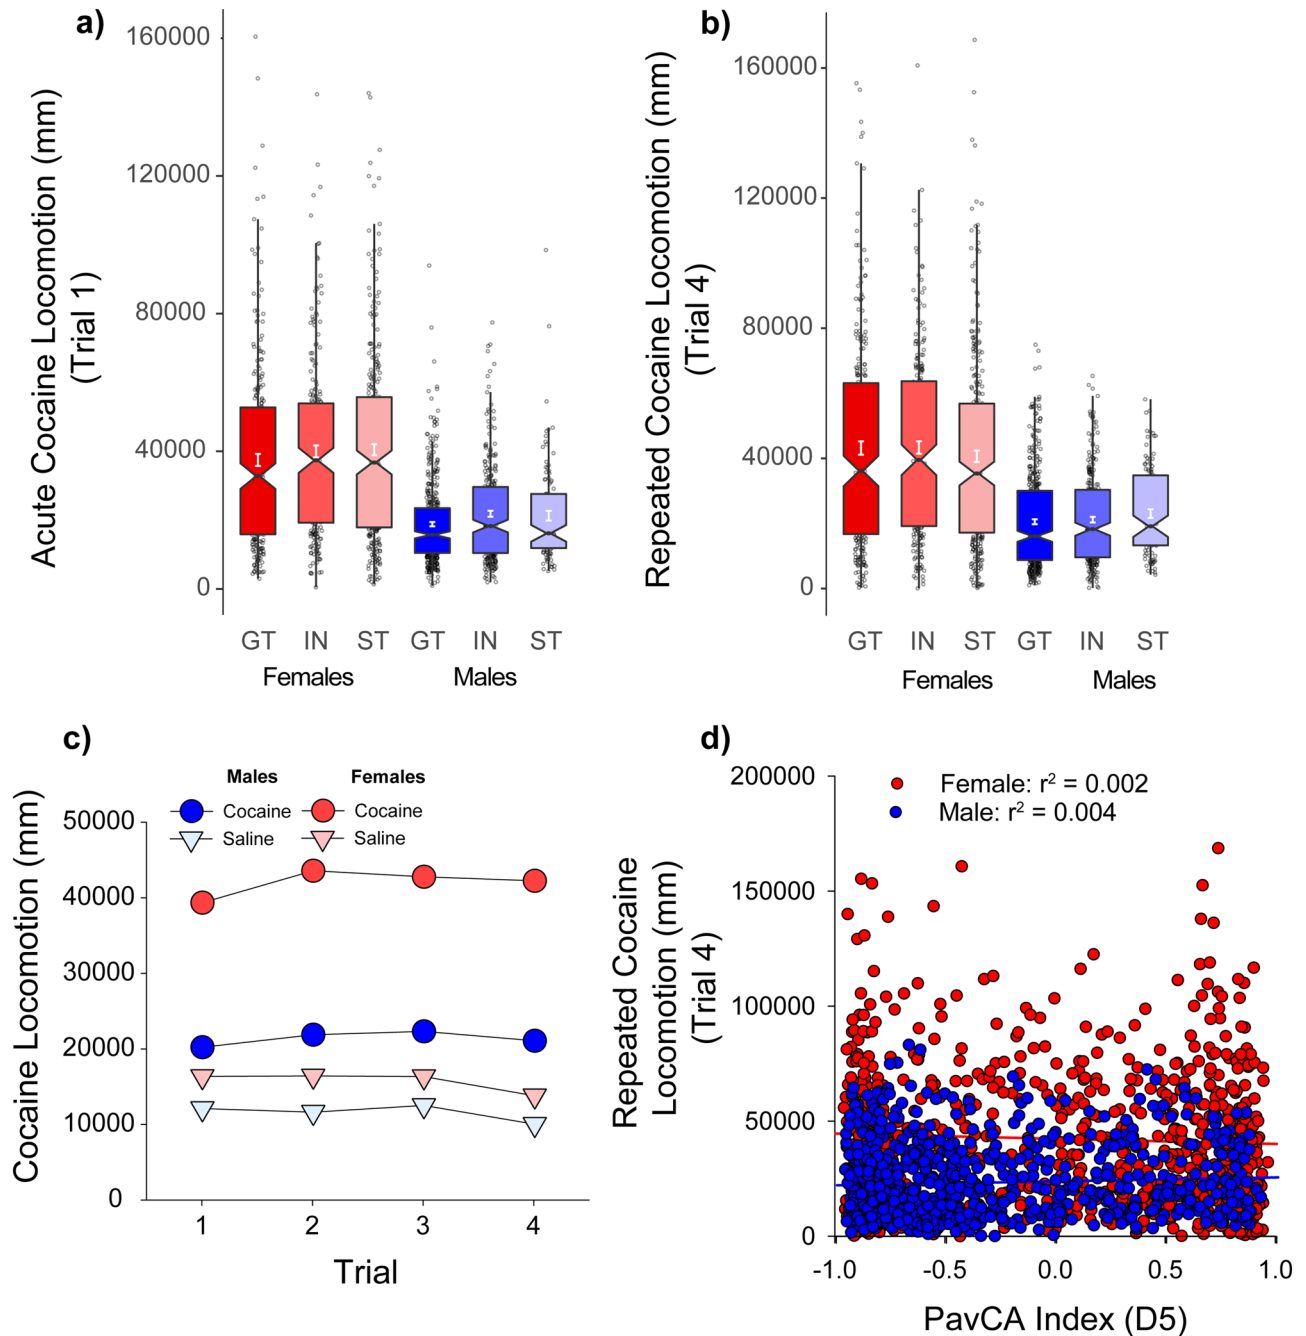 a)
Acute Cocaine Locomotion (mm)
(Trial 1)
160000
120000
80000
40000
0
GT IN ST GT IN ST
Females Males
b)
Repeated Cocaine Locomotion (mm)
(Trial 4)
160000
120000
80000
40000
0
GT IN ST GT IN ST
Females Males
c)
Males Females
Cocaine Cocaine
Saline Saline
Cocaine Locomotion (mm)
50000
40000
30000
20000
10000
0
1 2 3 4
Trial
d)
Female: r² = 0.002
Male: r² = 0.004
Repeated Cocaine
Locomotion (mm)
(Trial 4)
200000
150000
100000
50000
0
-1.0 -0.5 0.0 0.5 1.0
PavCA Index (D5)